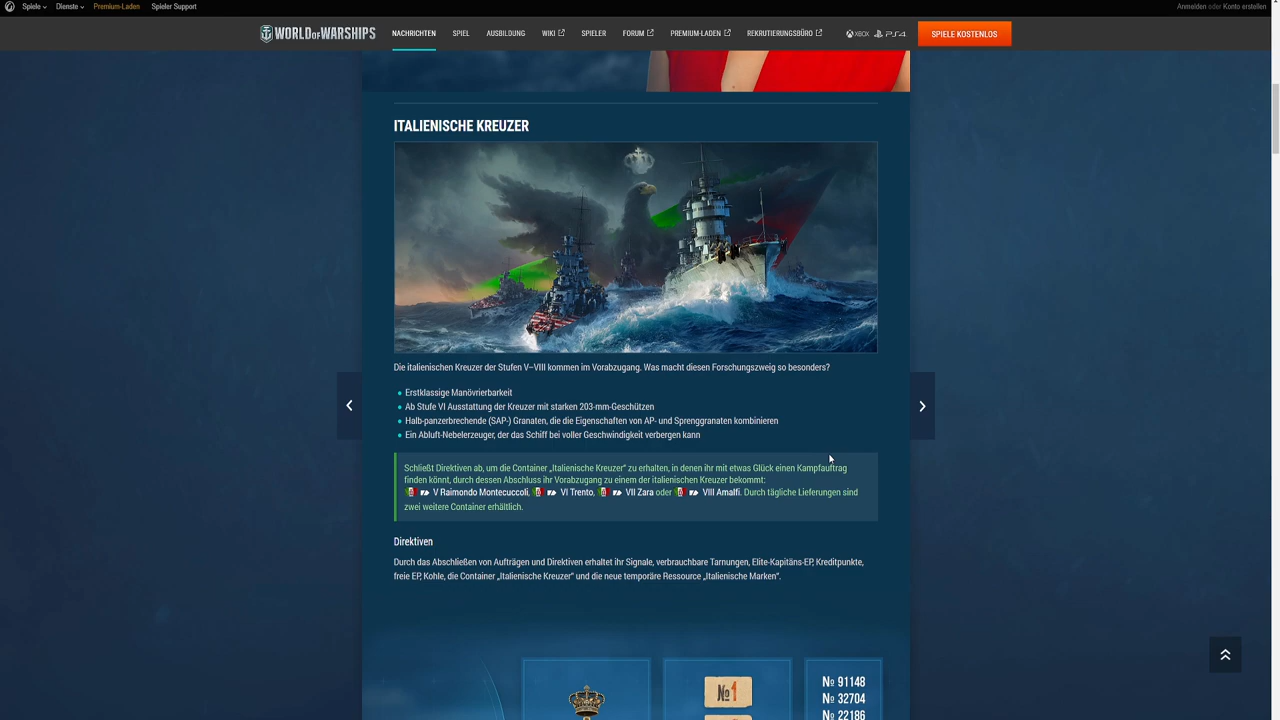 Spiele
Dienste
Premium-Laden
Spieler Support
Anmelden oder Konto erstellen
WORLD OF WARSHIPS
NACHRICHTEN
SPIEL
AUSBILDUNG
WIKI
SPIELER
FORUM
PREMIUM-LADEN
REKRUTIERUNGSBÜRO
XBOX
PS4
SPIELE KOSTENLOS
ITALIENISCHE KREUZER
Die italienischen Kreuzer der Stufen V–VIII kommen im Vorabzugang. Was macht diesen Forschungszweig so besonders?
Erstklassige Manövrierbarkeit
Ab Stufe VI Ausstattung der Kreuzer mit starken 203-mm-Geschützen
Halb-panzerbrechende (SAP-) Granaten, die die Eigenschaften von AP- und Sprenggranaten kombinieren
Ein Abluft-Nebelerzeuger, der das Schiff bei voller Geschwindigkeit verbergen kann
Schließt Direktiven ab, um die Container „Italienische Kreuzer“ zu erhalten, in denen ihr mit etwas Glück einen Kampfauftrag
finden könnt, durch dessen Abschluss ihr Vorabzugang zu einem der italienischen Kreuzer bekommt:
V Raimondo Montecuccoli, VI Trento, VII Zara oder VIII Amalfi. Durch tägliche Lieferungen sind
zwei weitere Container erhältlich.
Direktiven
Durch das Abschließen von Aufträgen und Direktiven erhaltet ihr Signale, verbrauchbare Tarnungen, Elite-Kapitäns-EP, Kreditpunkte,
freie EP, Kohle, die Container „Italienische Kreuzer“ und die neue temporäre Ressource „Italienische Marken“.
№ 1
№ 91148
№ 32704
№ 22186